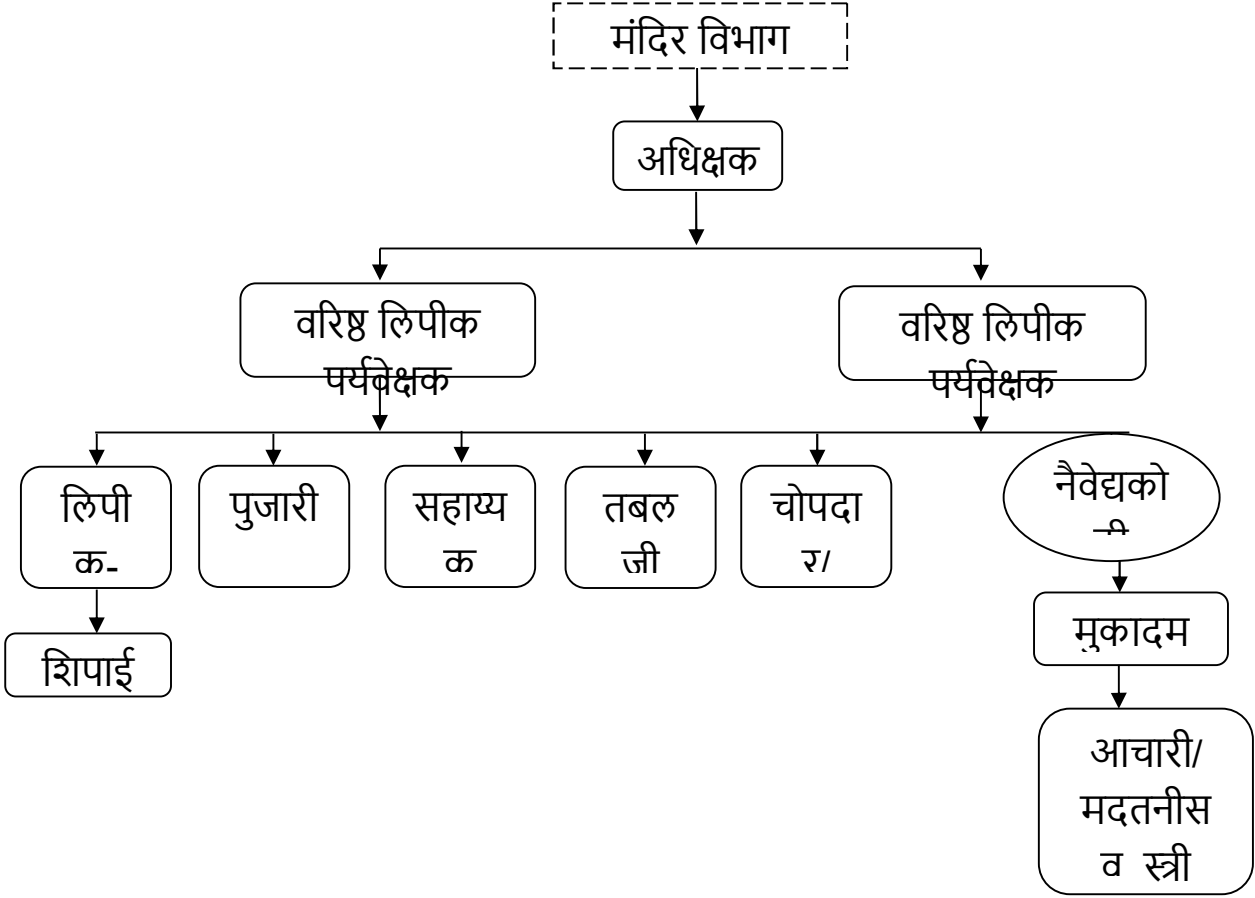 मंदिर विभाग
अधिक्षक
वरिष्ठ लिपीक
पर्यवेक्षक
वरिष्ठ लिपीक
पर्यवेक्षक
लिपी
क-
पुजारी
सहाय्य
क
तबल
जी
चोपदा
र/
नैवेद्यको
शिपाई
मुकादम
आचारी/
मदतनीस
व स्त्री